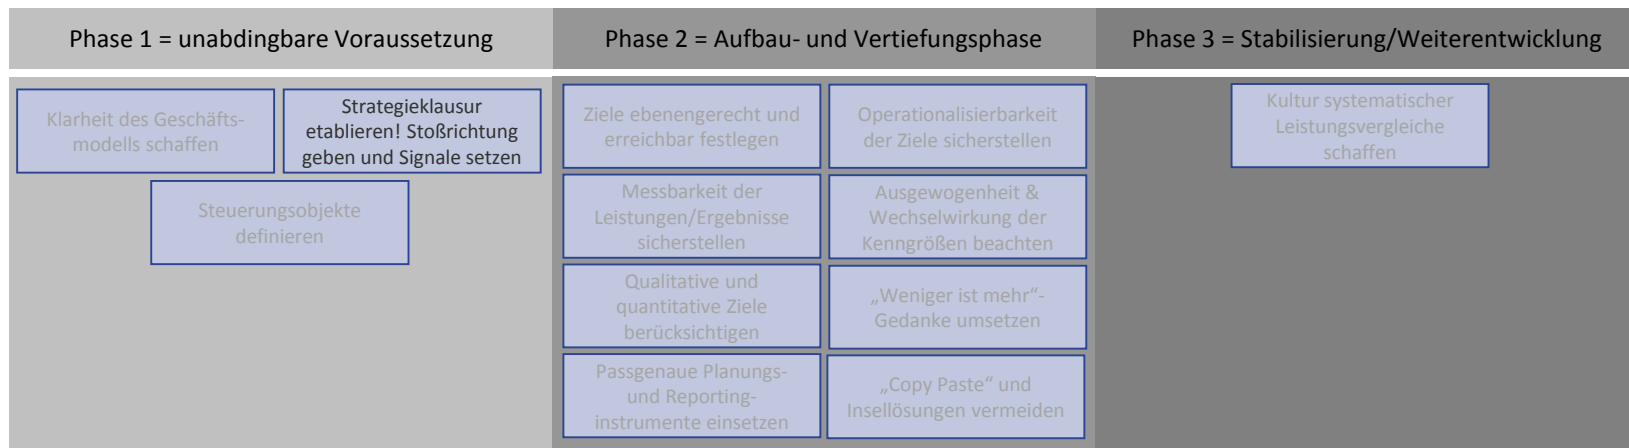 Phase 1 = unabdingbare Voraussetzung
Phase 2 = Aufbau- und Vertiefungsphase
Phase 3 = Stabilisierung/Weiterentwicklung
Klarheit des Geschäfts-
modells schaffen
Strategieklausur
etablieren! Stoßrichtung
geben und Signale setzen
Steuerungsobjekte
definieren
Ziele ebenengerecht und
erreichbar festlegen
Operationalisierbarkeit
der Ziele sicherstellen
Messbarkeit der
Leistungen/Ergebnisse
sicherstellen
Ausgewogenheit &
Wechselwirkung der
Kenngrößen beachten
Qualitative und
quantitative Ziele
berücksichtigen
„Weniger ist mehr“-
Gedanke umsetzen
Passgenaue Planungs-
und Reporting-
instrumente einsetzen
„Copy Paste“ und
Insellösungen vermeiden
Kultur systematischer
Leistungsvergleiche
schaffen